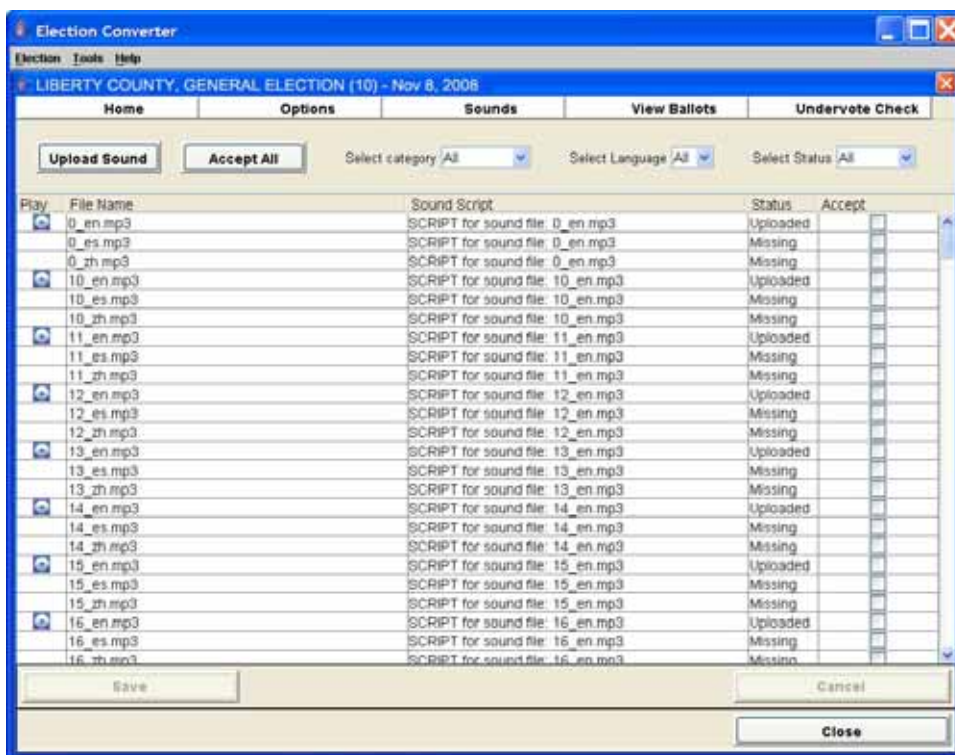 Election Converter
Election Tools Help
LIBERTY COUNTY, GENERAL ELECTION (10) - Nov 8, 2008
Home Options Sounds View Ballots Undervote Check
Upload Sound Accept All Select category All Select Language All Select Status All
Play File Name Sound Script Status Accept
0_en.mp3 SCRIPT for sound file: 0_en.mp3 Uploaded
0_es.mp3 SCRIPT for sound file: 0_en.mp3 Missing
0_zh.mp3 SCRIPT for sound file: 0_en.mp3 Missing
10_en.mp3 SCRIPT for sound file: 10_en.mp3 Uploaded
10_es.mp3 SCRIPT for sound file: 10_en.mp3 Missing
10_zh.mp3 SCRIPT for sound file: 10_en.mp3 Missing
11_en.mp3 SCRIPT for sound file: 11_en.mp3 Uploaded
11_es.mp3 SCRIPT for sound file: 11_en.mp3 Missing
11_zh.mp3 SCRIPT for sound file: 11_en.mp3 Missing
12_en.mp3 SCRIPT for sound file: 12_en.mp3 Uploaded
12_es.mp3 SCRIPT for sound file: 12_en.mp3 Missing
12_zh.mp3 SCRIPT for sound file: 12_en.mp3 Missing
13_en.mp3 SCRIPT for sound file: 13_en.mp3 Uploaded
13_es.mp3 SCRIPT for sound file: 13_en.mp3 Missing
13_zh.mp3 SCRIPT for sound file: 13_en.mp3 Missing
14_en.mp3 SCRIPT for sound file: 14_en.mp3 Uploaded
14_es.mp3 SCRIPT for sound file: 14_en.mp3 Missing
14_zh.mp3 SCRIPT for sound file: 14_en.mp3 Missing
15_en.mp3 SCRIPT for sound file: 15_en.mp3 Uploaded
15_es.mp3 SCRIPT for sound file: 15_en.mp3 Missing
15_zh.mp3 SCRIPT for sound file: 15_en.mp3 Missing
16_en.mp3 SCRIPT for sound file: 16_en.mp3 Uploaded
16_es.mp3 SCRIPT for sound file: 16_en.mp3 Missing
16_zh.mp3 SCRIPT for sound file: 16_en.mp3 Missing
Save Cancel
Close